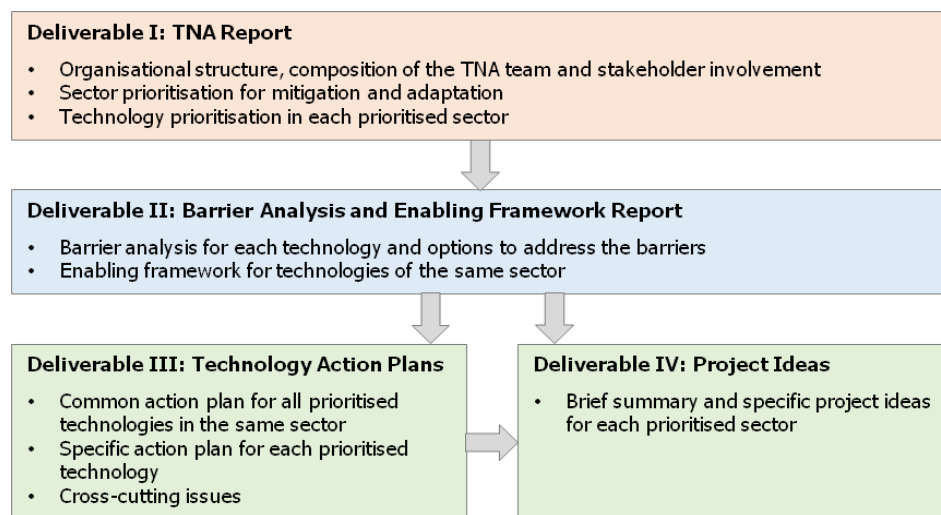 Deliverable I: TNA Report
• Organisational structure, composition of the TNA team and stakeholder involvement
• Sector prioritisation for mitigation and adaptation
• Technology prioritisation in each prioritised sector
Deliverable II: Barrier Analysis and Enabling Framework Report
• Barrier analysis for each technology and options to address the barriers
• Enabling framework for technologies of the same sector
Deliverable III: Technology Action Plans
• Common action plan for all prioritised
technologies in the same sector
• Specific action plan for each prioritised
technology
• Cross-cutting issues
Deliverable IV: Project Ideas
• Brief summary and specific project ideas
for each prioritised sector